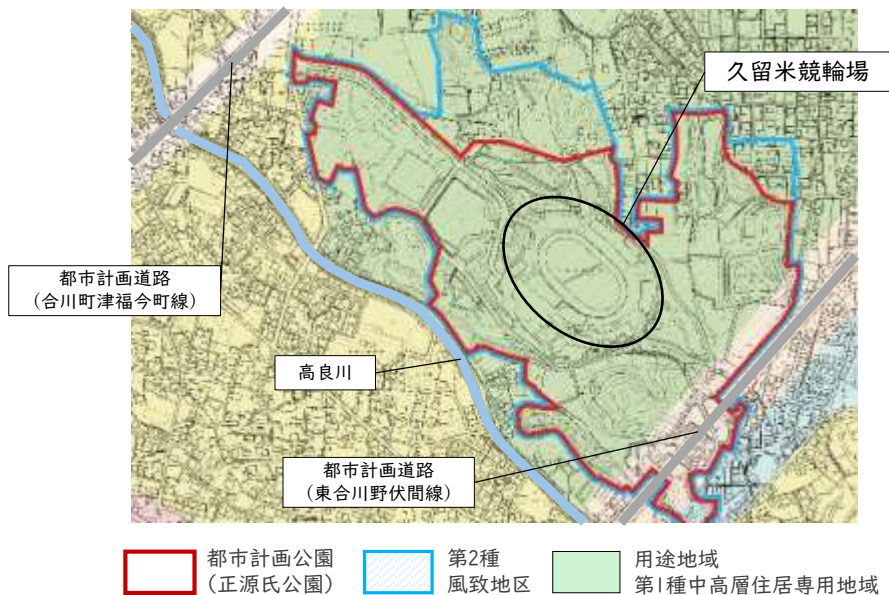 久留米競輪場
都市計画道路
(合川町津福今町線)
高良川
都市計画道路
(東合川野伏間線)
都市計画公園
(正源氏公園)
第2種
風致地区
用途地域
第1種中高層住居専用地域